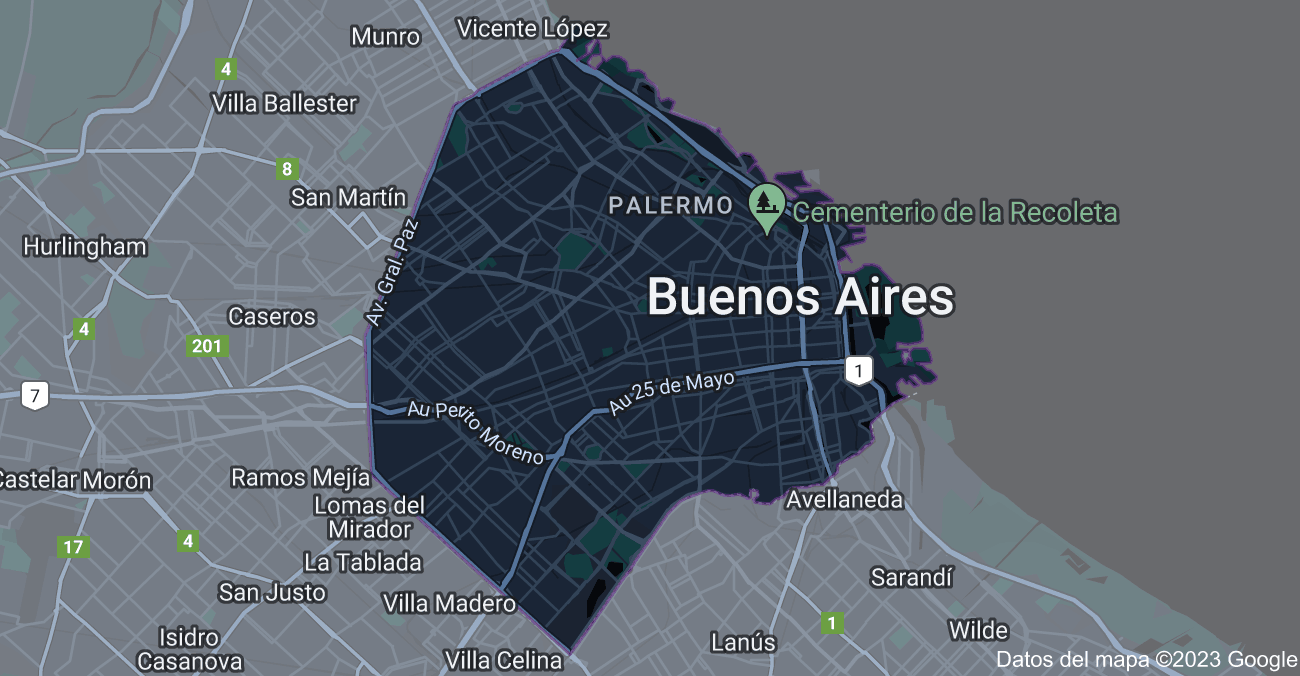 Vicente López
Munro
4
Villa Ballester
8
San Martín
PALERMO
Cementerio de la Recoleta
Hurlingham
Av. Gral. Paz
Buenos Aires
Caseros
4
201
1
7
Au 25 de Mayo
Au Perito Moreno
Castelar
Morón
Ramos Mejía
Lomas del
Mirador
Avellaneda
17
4
La Tablada
San Justo
Sarandí
Villa Madero
1
Isidro
Casanova
Lanús
Wilde
Villa Celina
Datos del mapa ©2023 Google